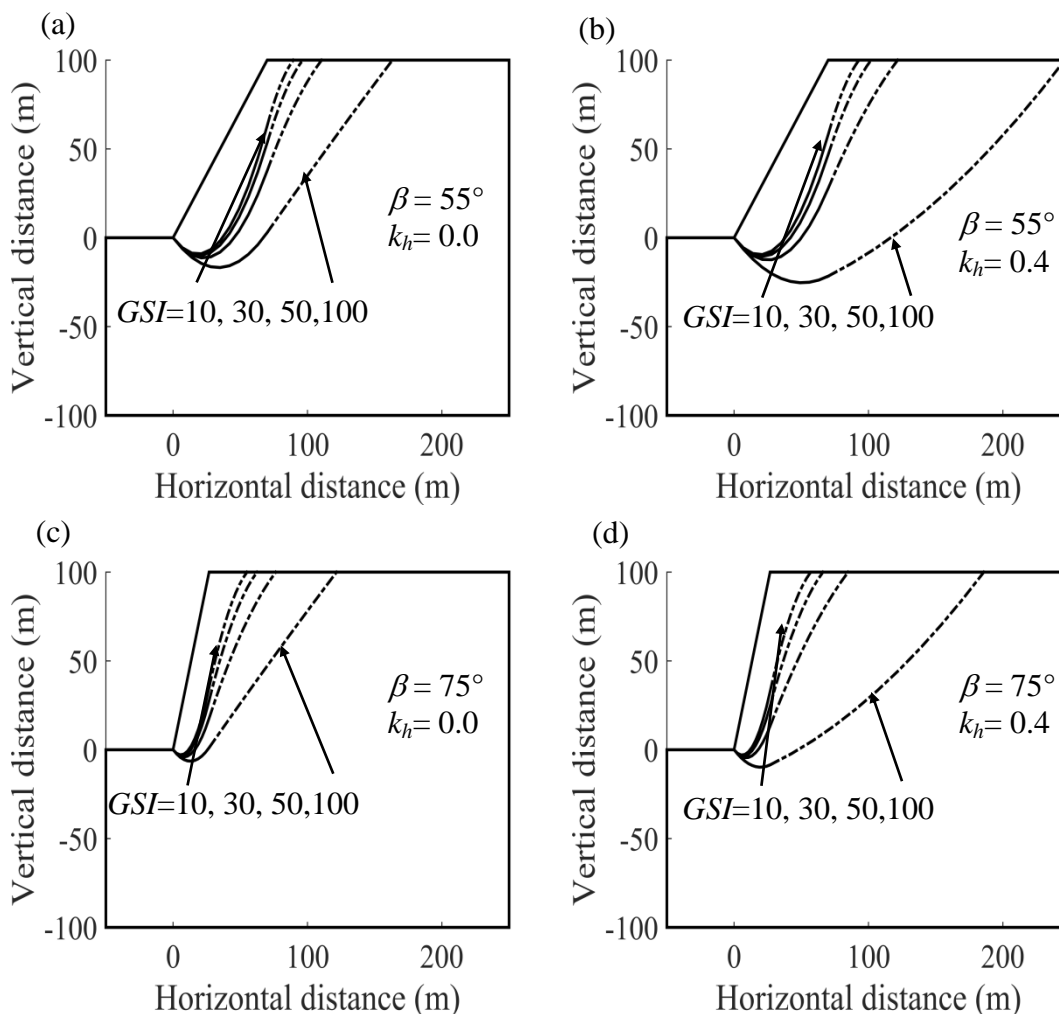 (a)
100
50
0
-50
-100
Vertical distance (m)
β = 55°
kh= 0.0
GSI=10, 30, 50,100
0 100 200
Horizontal distance (m)
(b)
100
50
0
-50
-100
Vertical distance (m)
β = 55°
kh= 0.4
GSI=10, 30, 50,100
0 100 200
Horizontal distance (m)
(c)
100
50
0
-50
-100
Vertical distance (m)
β = 75°
kh= 0.0
GSI=10, 30, 50,100
0 100 200
Horizontal distance (m)
(d)
100
50
0
-50
-100
Vertical distance (m)
β = 75°
kh= 0.4
GSI=10, 30, 50,100
0 100 200
Horizontal distance (m)